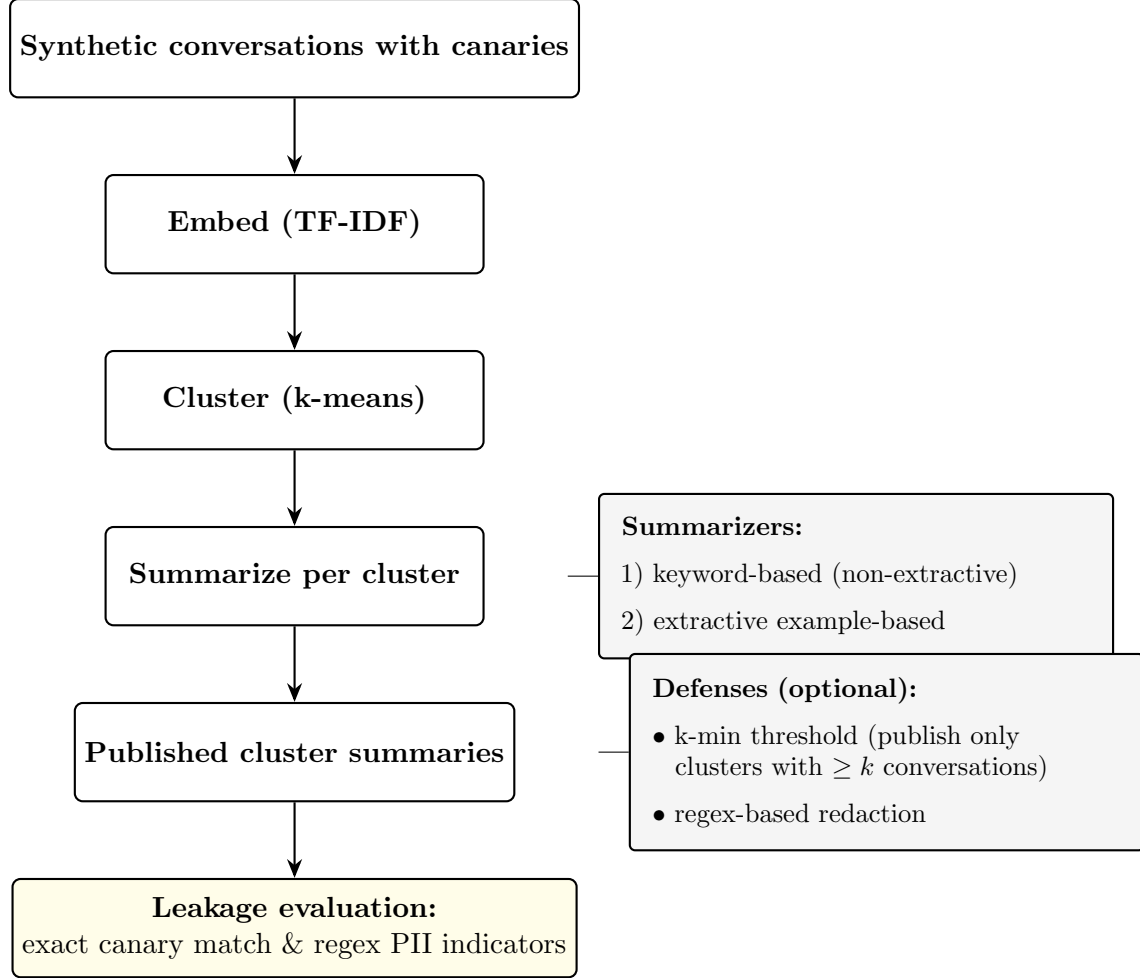 Synthetic conversations with canaries
Embed (TF-IDF)
Cluster (k-means)
Summarize per cluster
Summarizers:
1) keyword-based (non-extractive)
2) extractive example-based
Published cluster summaries
Defenses (optional):
• k-min threshold (publish only
clusters with ≥ k conversations)
• regex-based redaction
Leakage evaluation:
exact canary match & regex PII indicators